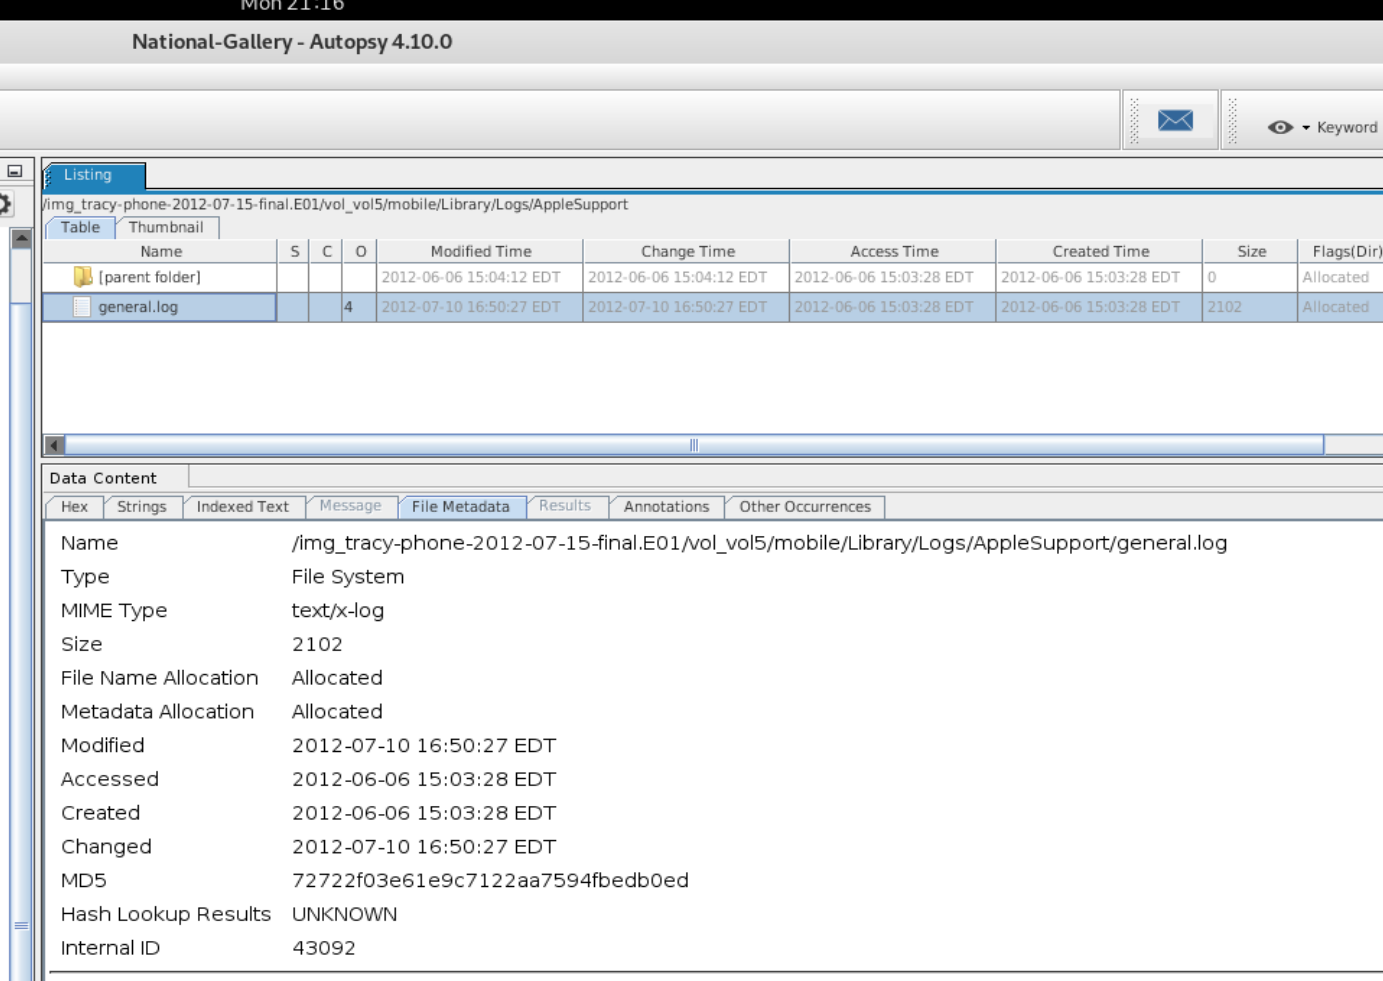 Mon 21:16
National-Gallery - Autopsy 4.10.0
Keyword
Listing
/img_tracy-phone-2012-07-15-final.E01/vol_vol5/mobile/Library/Logs/AppleSupport
Table Thumbnail
Name S C O Modified Time Change Time Access Time Created Time Size Flags(Dir)
[parent folder] 2012-06-06 15:04:12 EDT 2012-06-06 15:04:12 EDT 2012-06-06 15:03:28 EDT 2012-06-06 15:03:28 EDT 0 Allocated
general.log 4 2012-07-10 16:50:27 EDT 2012-07-10 16:50:27 EDT 2012-06-06 15:03:28 EDT 2012-06-06 15:03:28 EDT 2102 Allocated
Data Content
Hex Strings Indexed Text Message File Metadata Results Annotations Other Occurrences
Name /img_tracy-phone-2012-07-15-final.E01/vol_vol5/mobile/Library/Logs/AppleSupport/general.log
Type File System
MIME Type text/x-log
Size 2102
File Name Allocation Allocated
Metadata Allocation Allocated
Modified 2012-07-10 16:50:27 EDT
Accessed 2012-06-06 15:03:28 EDT
Created 2012-06-06 15:03:28 EDT
Changed 2012-07-10 16:50:27 EDT
MD5 72722f03e61e9c7122aa7594fbedb0ed
Hash Lookup Results UNKNOWN
Internal ID 43092